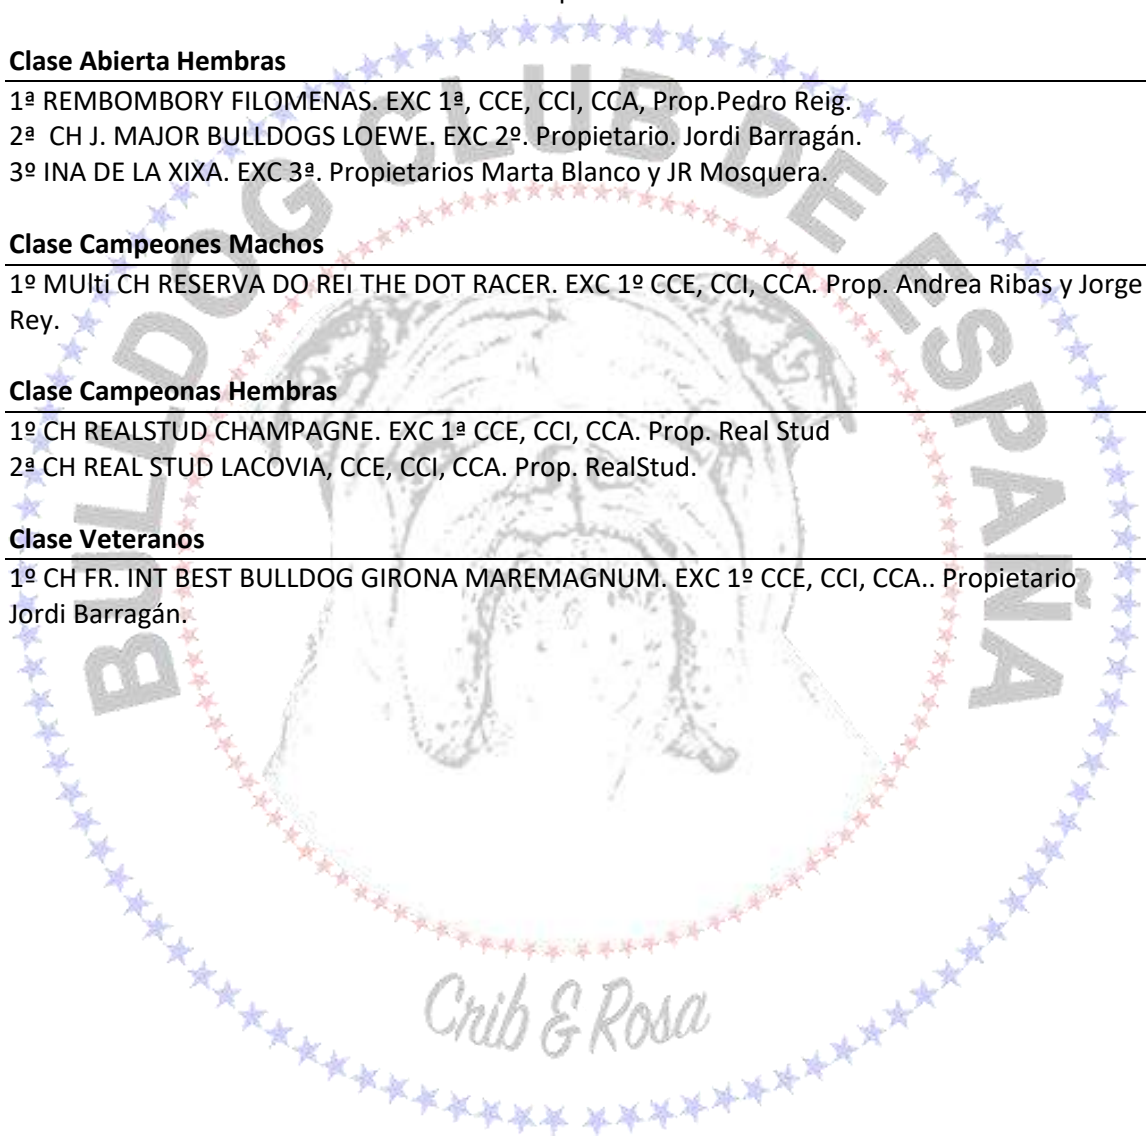 Clase Abierta Hembras
1ª REMBOMBORY FILOMENAS. EXC 1ª, CCE, CCI, CCA, Prop.Pedro Reig.
2ª  CH J. MAJOR BULLDOGS LOEWE. EXC 2º. Propietario. Jordi Barragán.
3º INA DE LA XIXA. EXC 3ª. Propietarios Marta Blanco y JR Mosquera.
Clase Campeones Machos
1º MUlti CH RESERVA DO REI THE DOT RACER. EXC 1º CCE, CCI, CCA. Prop. Andrea Ribas y Jorge
Rey.
Clase Campeonas Hembras
1º CH REALSTUD CHAMPAGNE. EXC 1ª CCE, CCI, CCA. Prop. Real Stud
2ª CH REAL STUD LACOVIA, CCE, CCI, CCA. Prop. RealStud.
Clase Veteranos
1º CH FR. INT BEST BULLDOG GIRONA MAREMAGNUM. EXC 1º CCE, CCI, CCA.. Propietario
Jordi Barragán.
BULLDOG CLUB DE ESPAÑA
Crib & Rosa